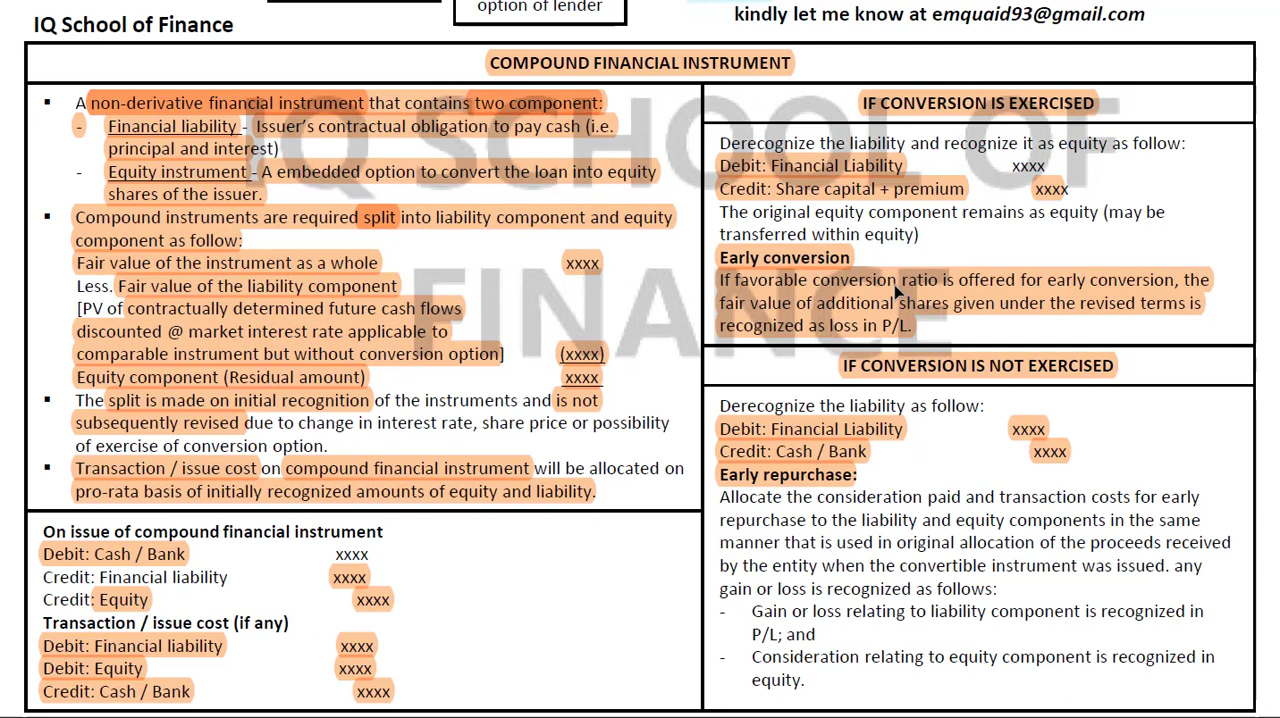 option of lender
kindly let me know at emquaid93@gmail.com
IQ School of Finance
COMPOUND FINANCIAL INSTRUMENT
▪ A non-derivative financial instrument that contains two component:
- Financial liability - Issuer's contractual obligation to pay cash (i.e.
principal and interest)
- Equity instrument - A embedded option to convert the loan into equity
shares of the issuer.
▪ Compound instruments are required split into liability component and equity
component as follow:
Fair value of the instrument as a whole xxxx
Less. Fair value of the liability component
[PV of contractually determined future cash flows
discounted @ market interest rate applicable to
comparable instrument but without conversion option] (xxxx)
Equity component (Residual amount) xxxx
▪ The split is made on initial recognition of the instruments and is not
subsequently revised due to change in interest rate, share price or possibility
of exercise of conversion option.
▪ Transaction / issue cost on compound financial instrument will be allocated on
pro-rata basis of initially recognized amounts of equity and liability.
On issue of compound financial instrument
Debit: Cash / Bank xxxx
Credit: Financial liability xxxx
Credit: Equity xxxx
Transaction / issue cost (if any)
Debit: Financial liability xxxx
Debit: Equity xxxx
Credit: Cash / Bank xxxx
IF CONVERSION IS EXERCISED
Derecognize the liability and recognize it as equity as follow:
Debit: Financial Liability xxxx
Credit: Share capital + premium xxxx
The original equity component remains as equity (may be
transferred within equity)
Early conversion
If favorable conversion ratio is offered for early conversion, the
fair value of additional shares given under the revised terms is
recognized as loss in P/L.
IF CONVERSION IS NOT EXERCISED
Derecognize the liability as follow:
Debit: Financial Liability xxxx
Credit: Cash / Bank xxxx
Early repurchase:
Allocate the consideration paid and transaction costs for early
repurchase to the liability and equity components in the same
manner that is used in original allocation of the proceeds received
by the entity when the convertible instrument was issued. any
gain or loss is recognized as follows:
- Gain or loss relating to liability component is recognized in
P/L; and
- Consideration relating to equity component is recognized in
equity.
IQ SCHOOL OF
FINANCE